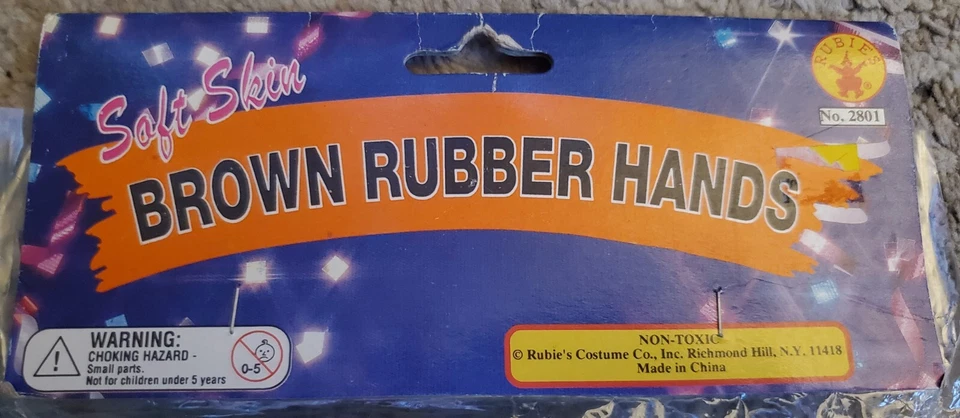 Soft Skin
BROWN RUBBER HANDS
RUBIE'S
®
No. 2801
WARNING:
CHOKING HAZARD -
Small parts.
Not for children under 5 years
0-5
NON-TOXIC
© Rubie's Costume Co., Inc. Richmond Hill, N.Y. 11418
Made in China